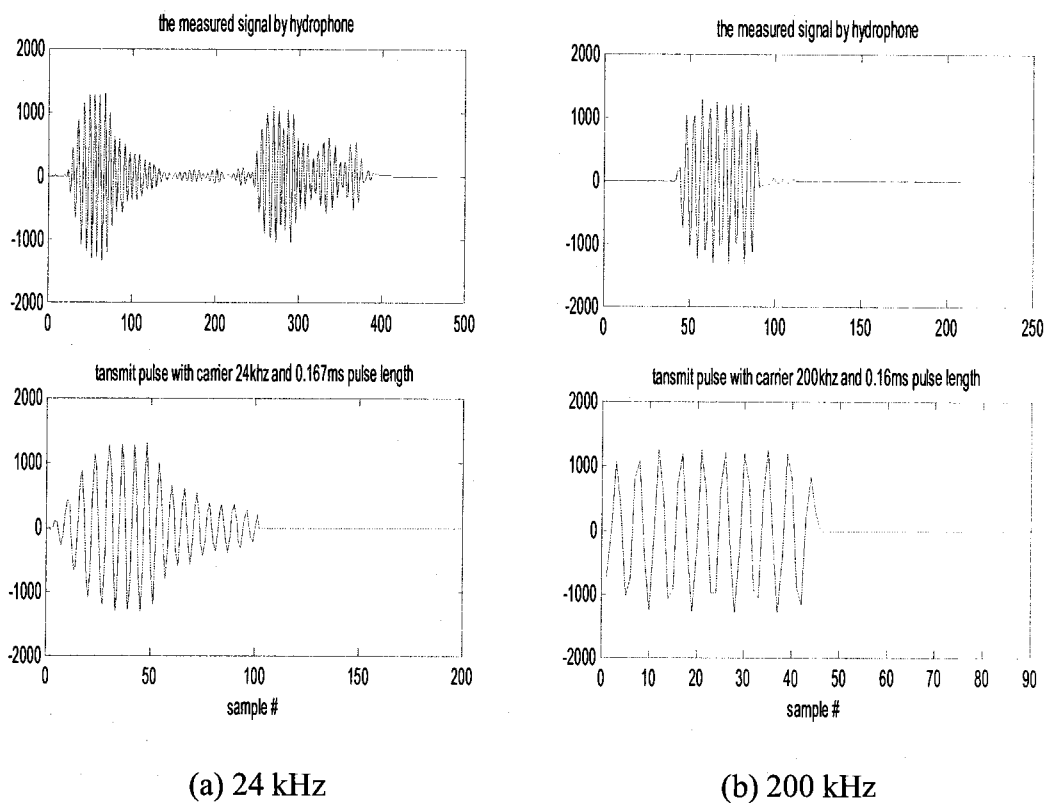 the measured signal by hydrophone
2000
1000
0
-1000
-2000
0 100 200 300 400 500
tansmit pulse with carrier 24khz and 0.167ms pulse length
2000
1000
0
-1000
-2000
0 50 100 150 200
sample #
(a) 24 kHz
the measured signal by hydrophone
2000
1000
0
-1000
-2000
0 50 100 150 200 250
tansmit pulse with carrier 200khz and 0.16ms pulse length
2000
1000
0
-1000
-2000
0 10 20 30 40 50 60 70 80 90
sample #
(b) 200 kHz